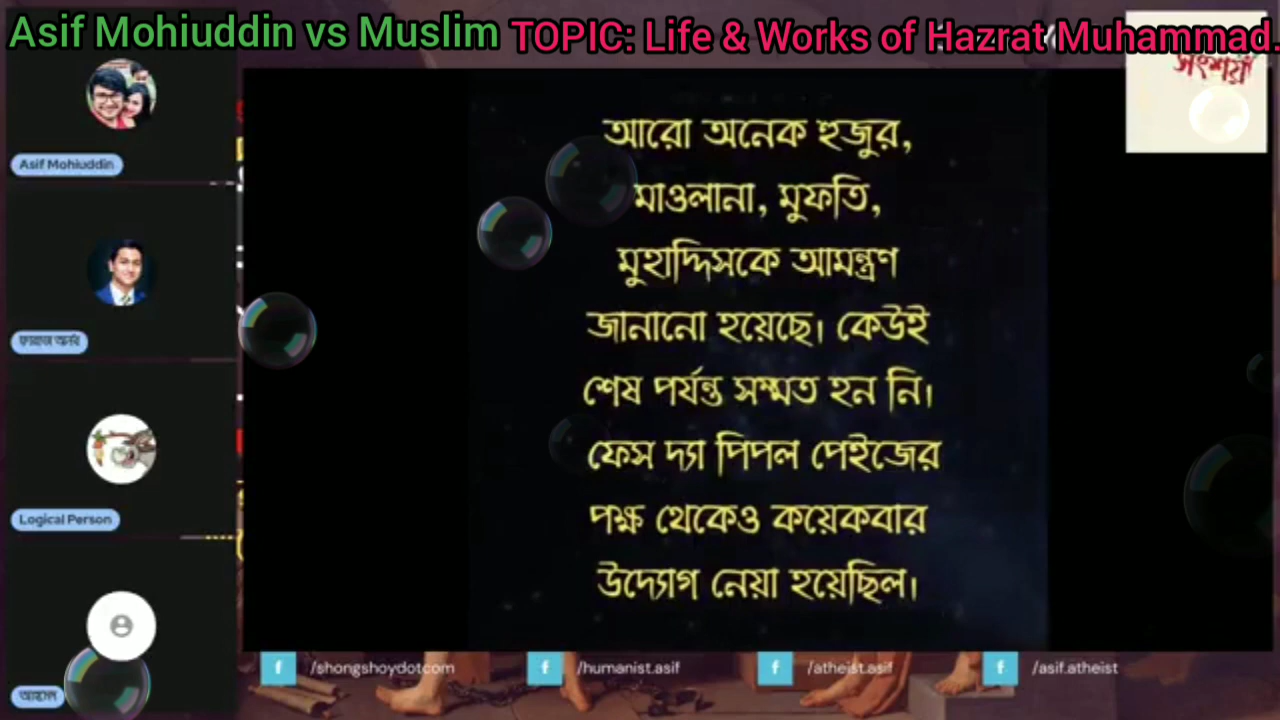 Asif Mohiuddin vs Muslim TOPIC: Life & Works of Hazrat Muhammad.
সংশয়
Asif Mohiuddin
আরো অনেক হুজুর,
মাওলানা, মুফতি,
মুহাদ্দিসকে আমন্ত্রণ
জানানো হয়েছে। কেউই
শেষ পর্যন্ত সম্মত হন নি।
ফেস দ্যা পিপল পেইজের
পক্ষ থেকেও কয়েকবার
উদ্যোগ নেয়া হয়েছিল।
Logical Person
/shongshoydotcom /humanist.asif /atheist.asif /asif.atheist